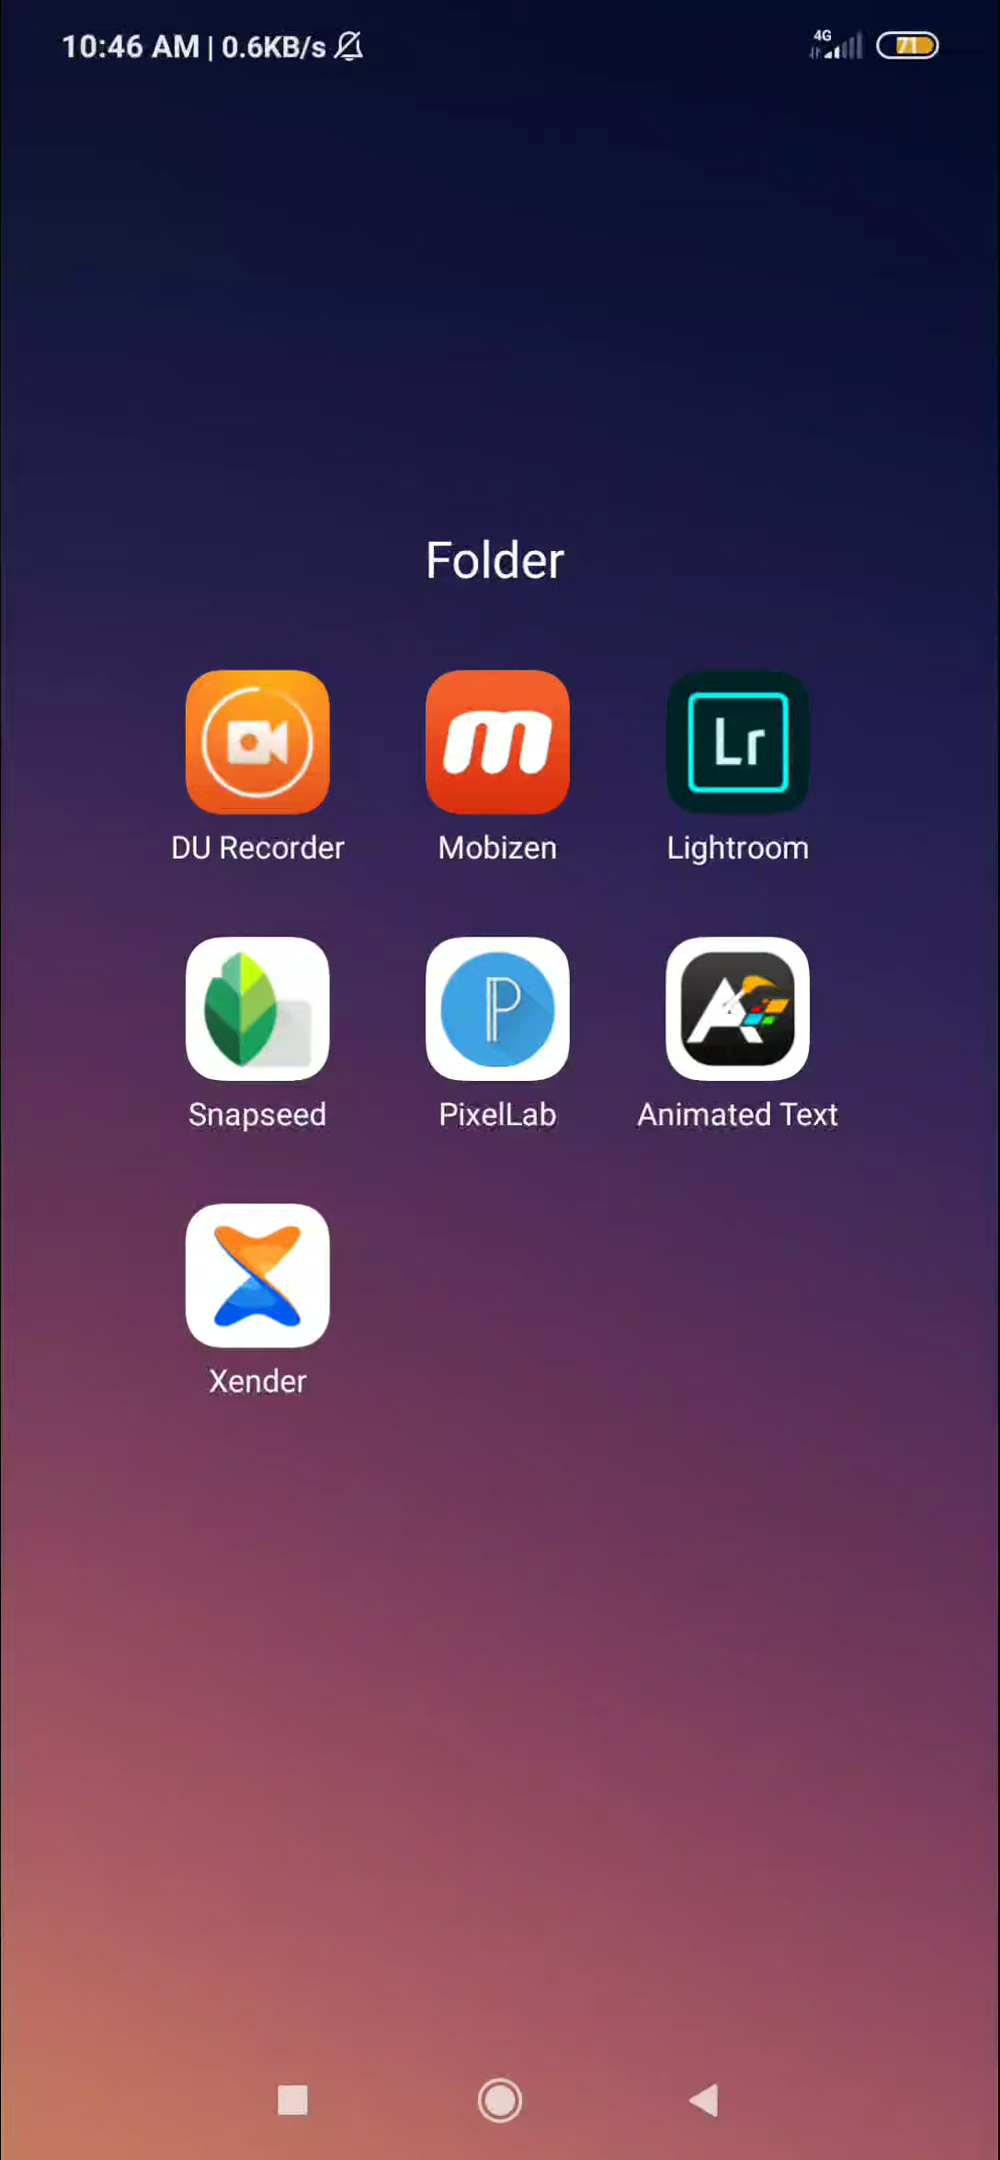 10:46 AM | 0.6KB/s 4G 71
Folder
m Lr
DU Recorder Mobizen Lightroom
P A
Snapseed PixelLab Animated Text
Xender